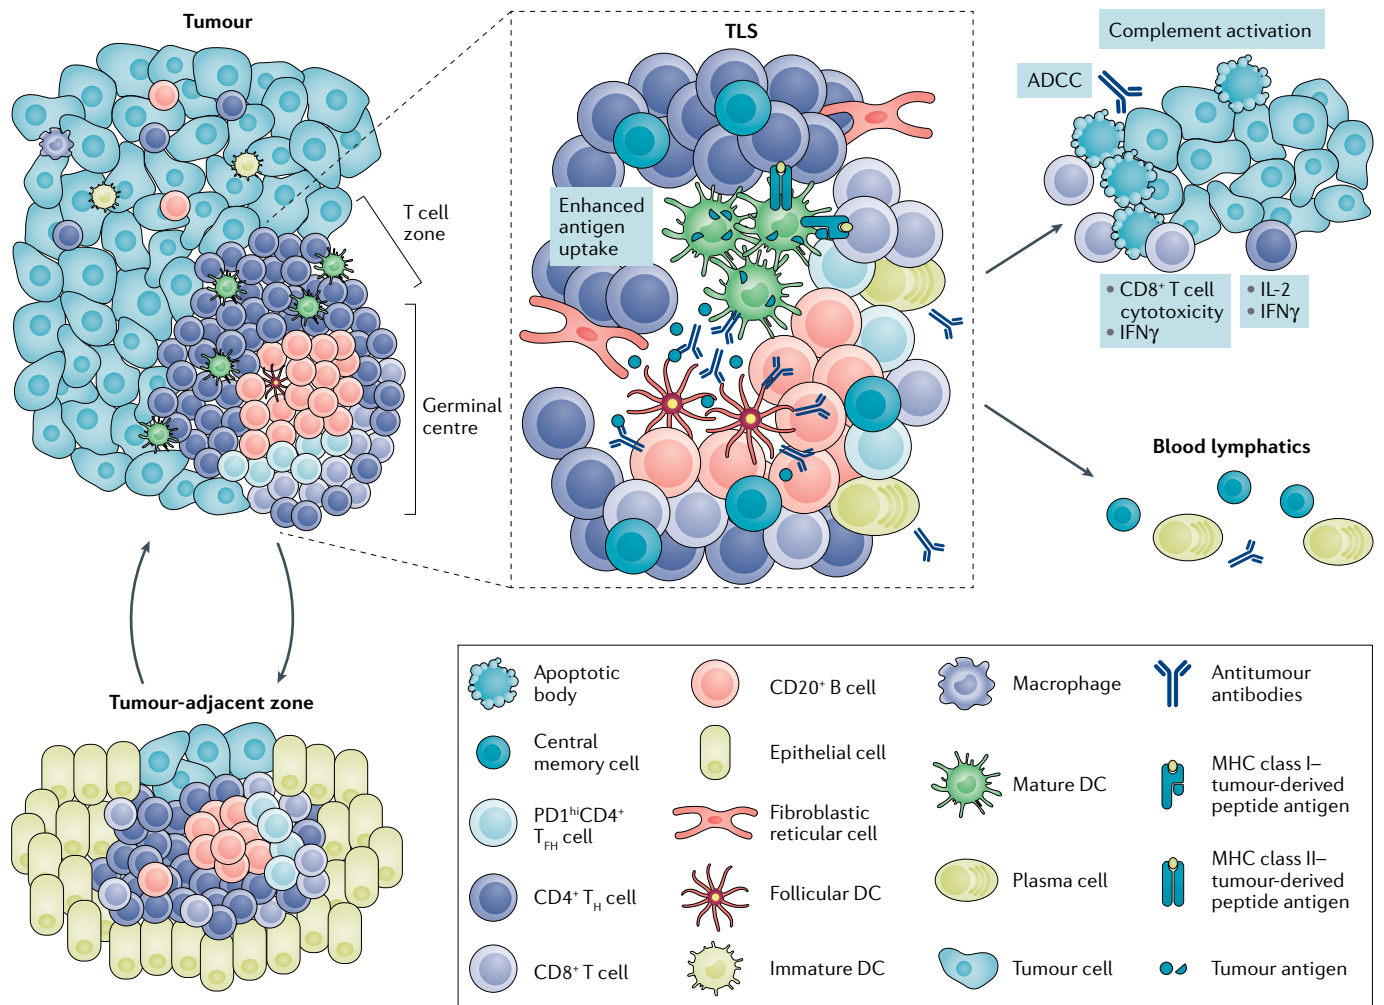 Tumour
TLS
Complement activation
ADCC
T cell
zone
Enhanced
antigen
uptake
• CD8⁺ T cell
cytotoxicity
• IFNγ
• IL-2
• IFNγ
Germinal
centre
Blood lymphatics
Tumour-adjacent zone
Apoptotic
body
CD20⁺ B cell
Macrophage
Antitumour
antibodies
Central
memory cell
Epithelial cell
Mature DC
MHC class I–
tumour-derived
peptide antigen
PD1ʰⁱCD4⁺
T_FH cell
Fibroblastic
reticular cell
Plasma cell
MHC class II–
tumour-derived
peptide antigen
CD4⁺ T_H cell
Follicular DC
CD8⁺ T cell
Immature DC
Tumour cell
Tumour antigen